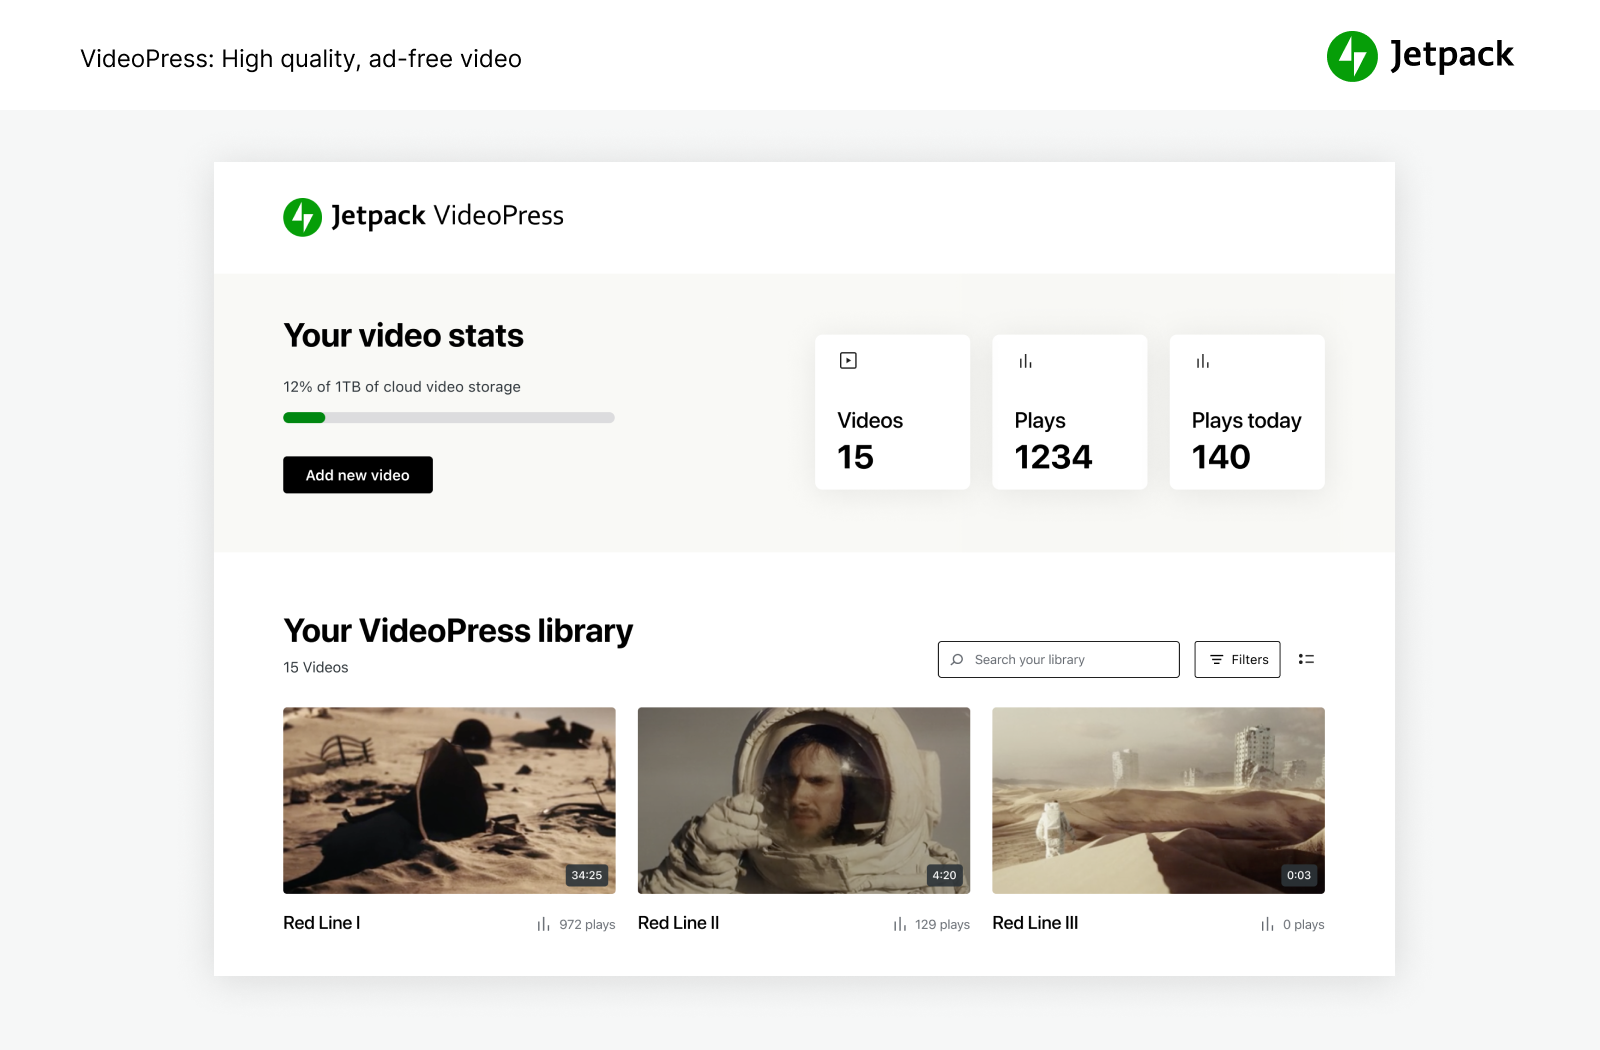 VideoPress: High quality, ad-free video
Jetpack
Jetpack VideoPress
Your video stats
12% of 1TB of cloud video storage
Add new video
Videos
15
Plays
1234
Plays today
140
Your VideoPress library
15 Videos
Search your library
Filters
34:25
4:20
0:03
Red Line I
972 plays
Red Line II
129 plays
Red Line III
0 plays